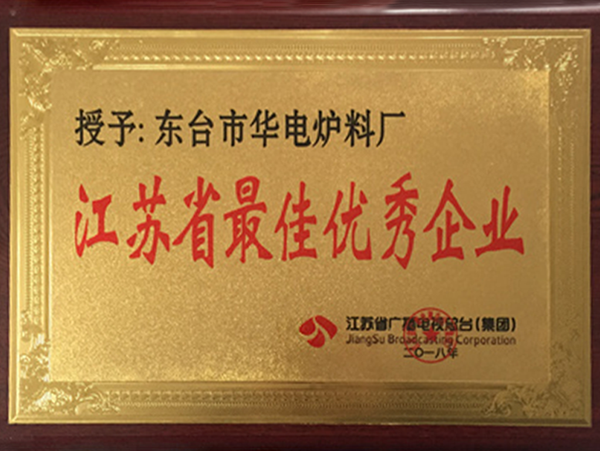 授予: 东台市华电炉料厂
江苏省最佳优秀企业
江苏省广播电视总台(集团)
JiangSu Broadcasting Corporation
二〇一八年